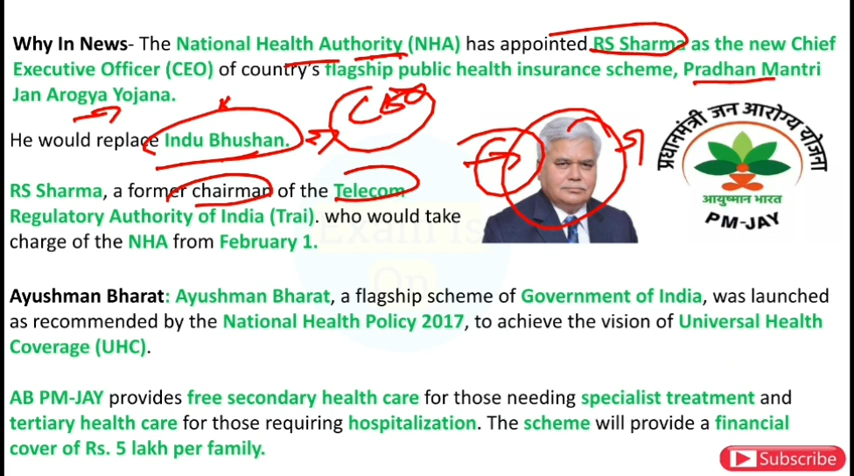 Why In News- The National Health Authority (NHA) has appointed RS Sharma as the new Chief
Executive Officer (CEO) of country's flagship public health insurance scheme, Pradhan Mantri
Jan Arogya Yojana.
He would replace Indu Bhushan.
CEO
RS Sharma, a former chairman of the Telecom
Regulatory Authority of India (Trai). who would take
charge of the NHA from February 1.
प्रधानमंत्री जन आरोग्य योजना
आयुष्मान भारत
PM-JAY
Exam Is
On
Ayushman Bharat: Ayushman Bharat, a flagship scheme of Government of India, was launched
as recommended by the National Health Policy 2017, to achieve the vision of Universal Health
Coverage (UHC).
AB PM-JAY provides free secondary health care for those needing specialist treatment and
tertiary health care for those requiring hospitalization. The scheme will provide a financial
cover of Rs. 5 lakh per family.
Subscribe